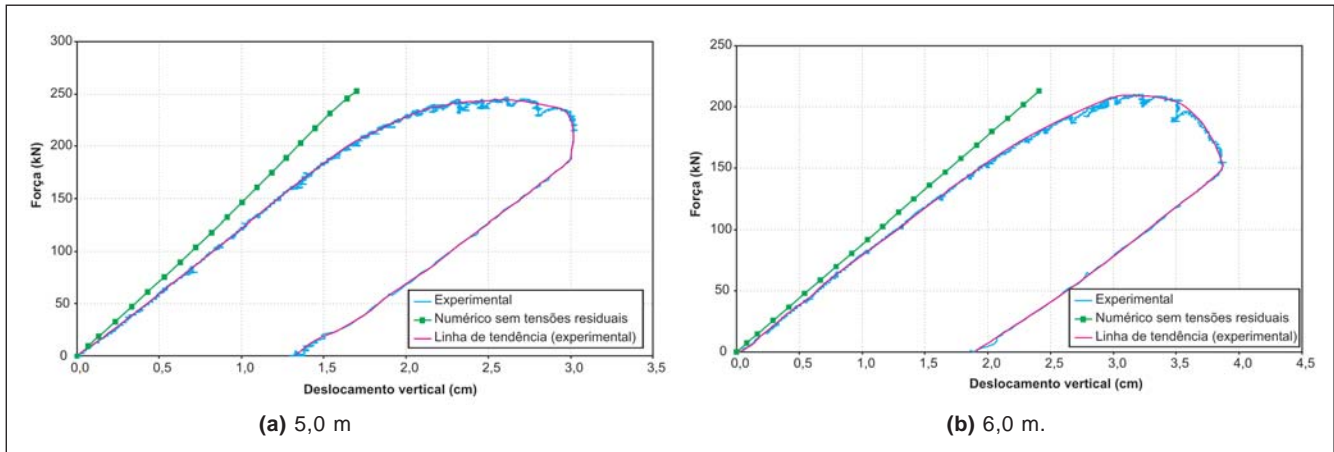 300
250
200
150
100
50
0
Força (kN)
0,0 0,5 1,0 1,5 2,0 2,5 3,0 3,5
Deslocamento vertical (cm)
Experimental
Numérico sem tensões residuais
Linha de tendência (experimental)
(a) 5,0 m
250
200
150
100
50
0
Força (kN)
0,0 0,5 1,0 1,5 2,0 2,5 3,0 3,5 4,0 4,5
Deslocamento vertical (cm)
Experimental
Numérico sem tensões residuais
Linha de tendência (experimental)
(b) 6,0 m.